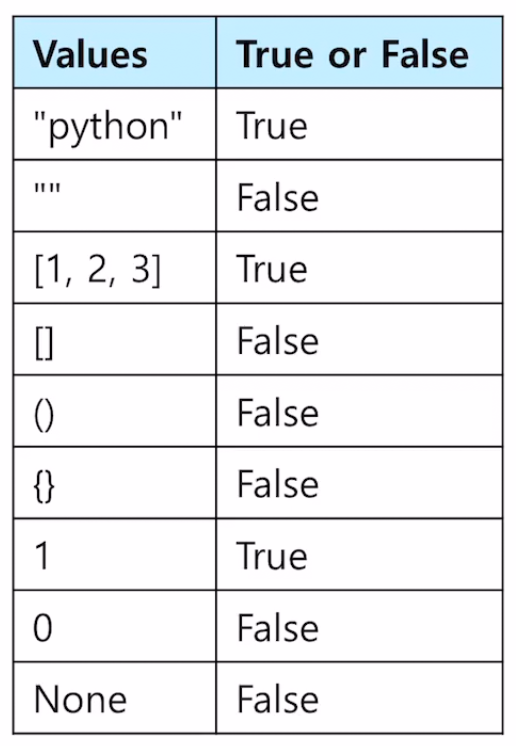 Values True or False
"python" True
"" False
[1, 2, 3] True
[] False
() False
{} False
1 True
0 False
None False